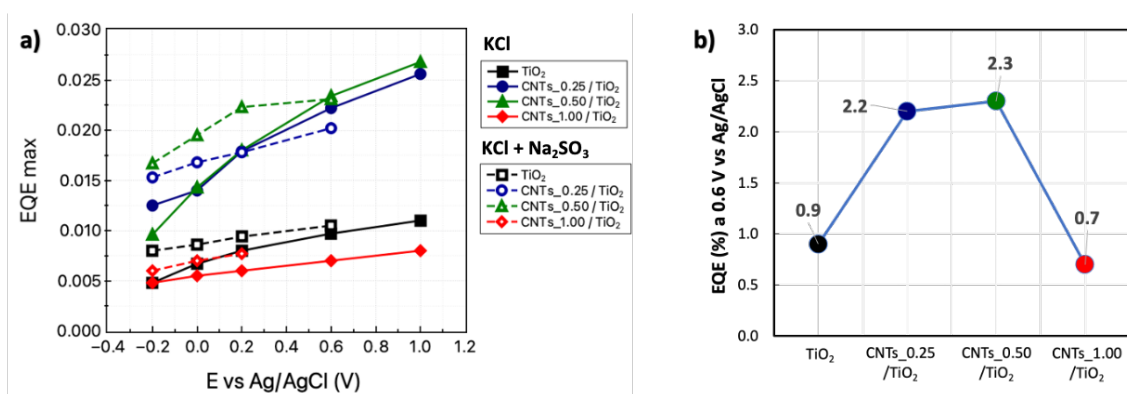 a)
EQE max
0.030
0.025
0.020
0.015
0.010
0.005
0.000
−0.4
−0.2
0.0
0.2
0.4
0.6
0.8
1.0
1.2
E vs Ag/AgCl (V)
KCl
TiO₂
CNTs_0.25 / TiO₂
CNTs_0.50 / TiO₂
CNTs_1.00 / TiO₂
KCl + Na₂SO₃
TiO₂
CNTs_0.25 / TiO₂
CNTs_0.50 / TiO₂
CNTs_1.00 / TiO₂
b)
EQE (%) a 0.6 V vs Ag/AgCl
3.0
2.5
2.0
1.5
1.0
0.5
0.0
0.9
2.2
2.3
0.7
TiO₂
CNTs_0.25
/TiO₂
CNTs_0.50
/TiO₂
CNTs_1.00
/TiO₂